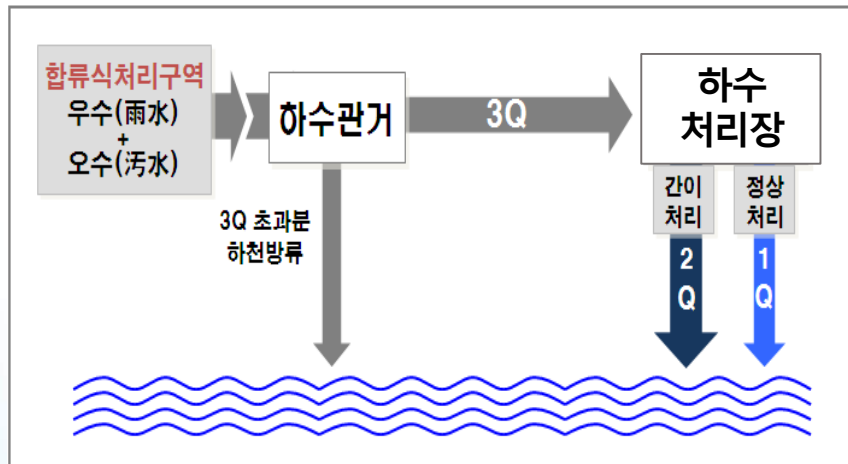 합류식처리구역
우수(雨水)
+
오수(汚水)
하수관거
3Q
하수
처리장
3Q 초과분
하천방류
간이
처리
정상
처리
2
Q
1
Q